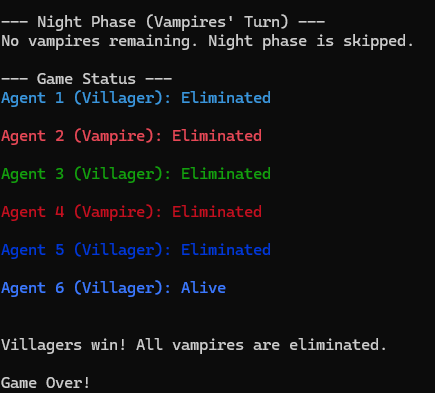 --- Night Phase (Vampires' Turn) ---
No vampires remaining. Night phase is skipped.
--- Game Status ---
Agent 1 (Villager): Eliminated
Agent 2 (Vampire): Eliminated
Agent 3 (Villager): Eliminated
Agent 4 (Vampire): Eliminated
Agent 5 (Villager): Eliminated
Agent 6 (Villager): Alive
Villagers win! All vampires are eliminated.
Game Over!